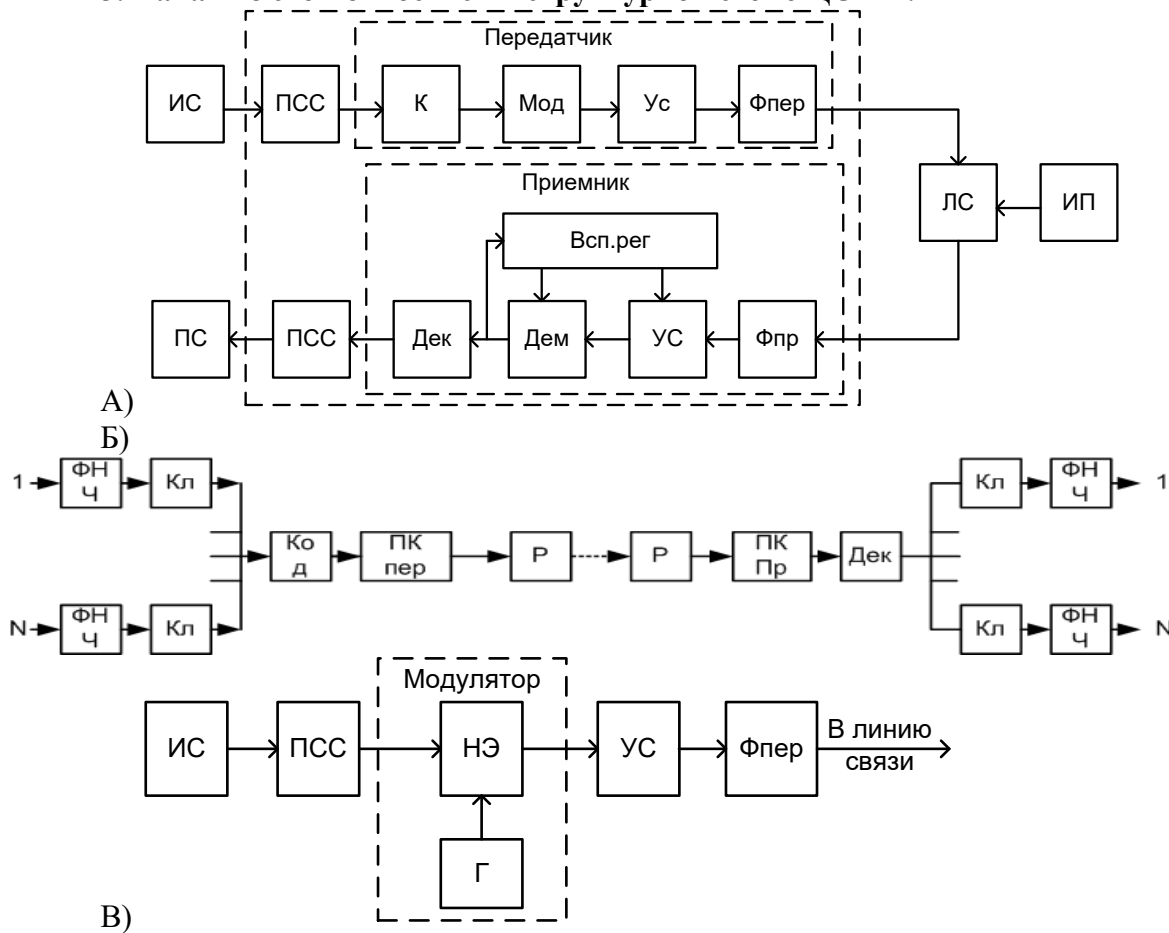 Передатчик
ИС ПСС К Мод Ус Фпер
Приемник
ЛС ИП
Всп.рег
ПС ПСС Дек Дем УС Фпр
А)
Б)
1 ФН Ч Кл Кл ФН Ч 1
Ко д ПК пер Р Р ПК Пр Дек
N ФН Ч Кл Кл ФН Ч N
Модулятор
ИС ПСС НЭ УС Фпер В линию связи
Г
В)